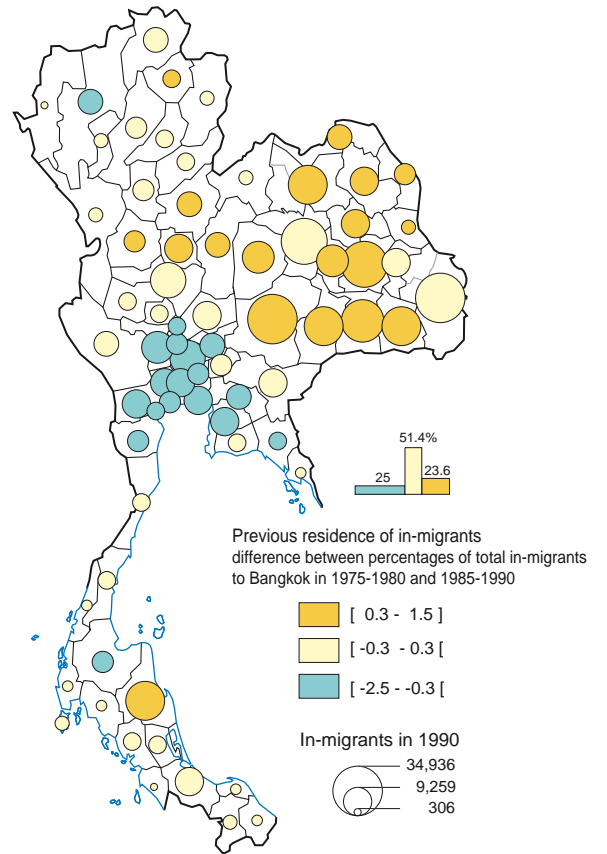 51.4%
25
23.6
Previous residence of in-migrants
difference between percentages of total in-migrants
to Bangkok in 1975-1980 and 1985-1990
[ 0.3 - 1.5 ]
[ -0.3 - 0.3 [
[ -2.5 - -0.3 [
In-migrants in 1990
34,936
9,259
306